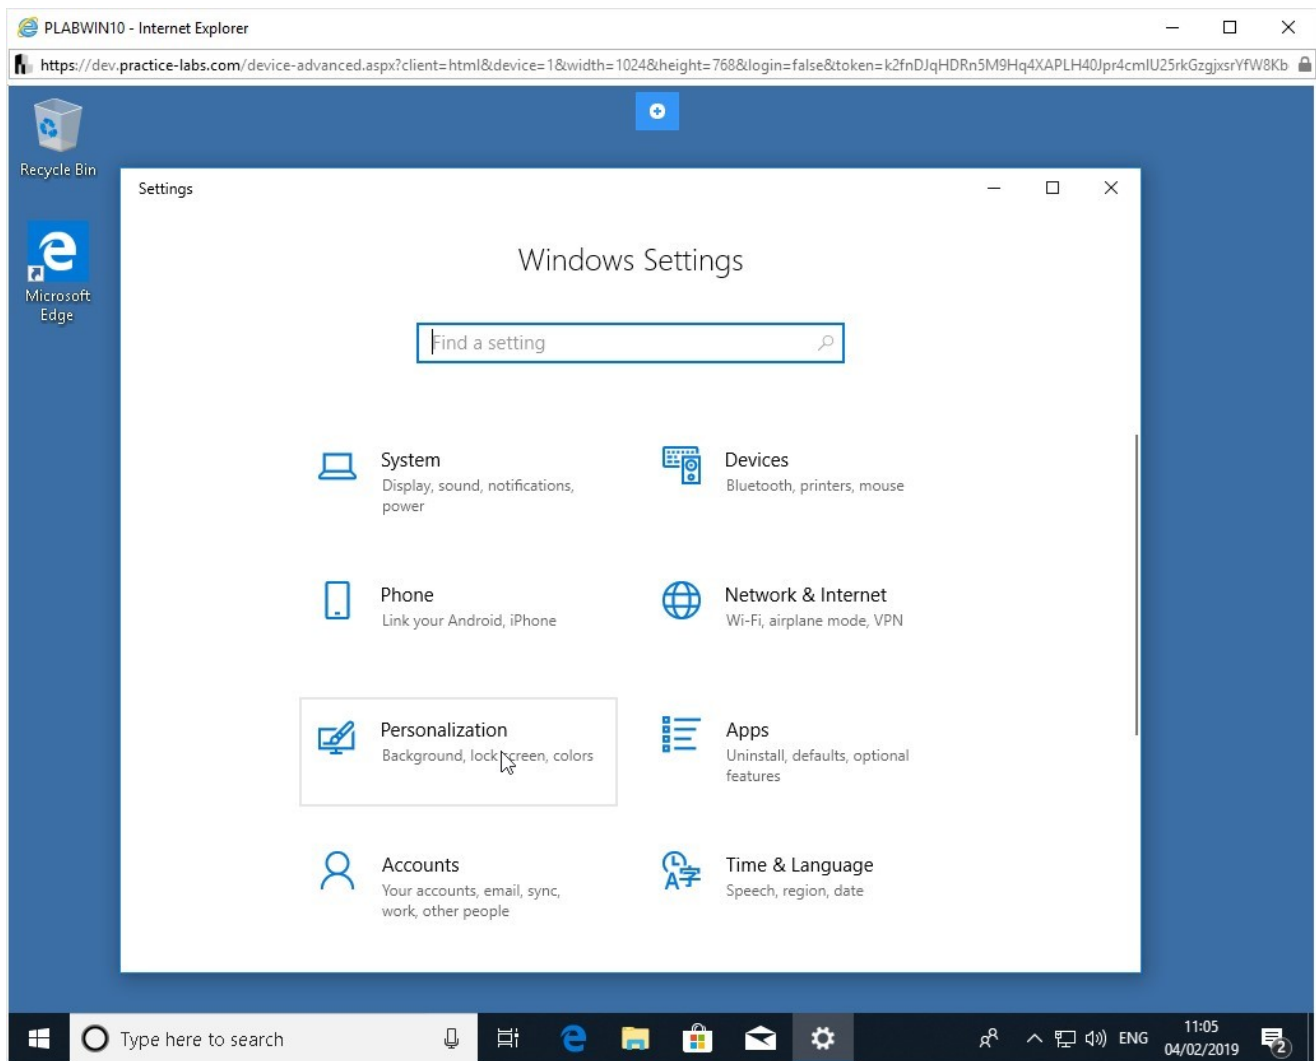 PLABWIN10 - Internet Explorer
https://dev.practice-labs.com/device-advanced.aspx?client=html&device=1&width=1024&height=768&login=false&token=k2fnDJqHDRn5M9Hq4XAPLH40Jpr4cmIU25rkGzgjxsrYfW8Kb
Recycle Bin
Microsoft
Edge
Settings
Windows Settings
Find a setting
System
Display, sound, notifications,
power
Devices
Bluetooth, printers, mouse
Phone
Link your Android, iPhone
Network & Internet
Wi-Fi, airplane mode, VPN
Personalization
Background, lock screen, colors
Apps
Uninstall, defaults, optional
features
Accounts
Your accounts, email, sync,
work, other people
Time & Language
Speech, region, date
Type here to search
ENG
11:05
04/02/2019
2